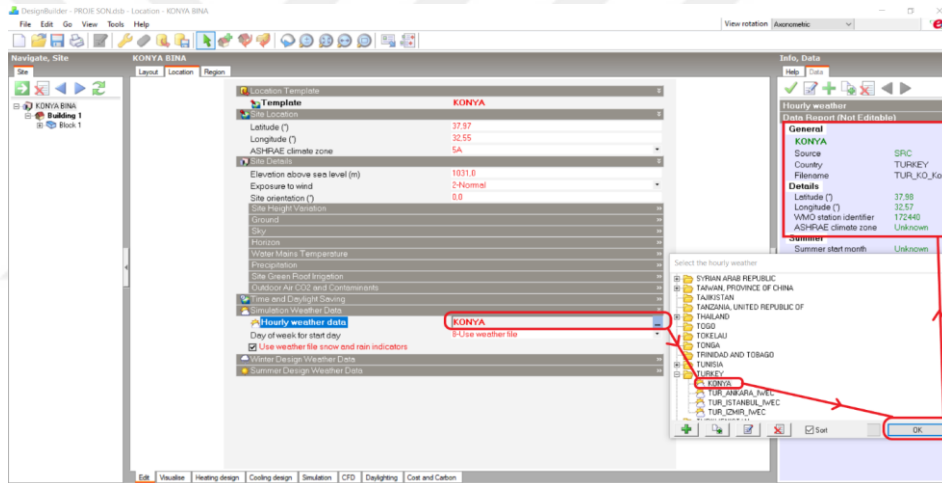 DesignBuilder - PROJE SON.dsb - Location - KONYA BINA
File Edit Go View Tools Help
View rotation Axonometric
Navigate, Site
Site
KONYA BINA
Building 1
Block 1
KONYA BINA
Layout Location Region
Location Template
Template KONYA
Site Location
Latitude (°) 37,97
Longitude (°) 32,55
ASHRAE climate zone 5A
Site Details
Elevation above sea level (m) 1031,0
Exposure to wind 2-Normal
Site orientation (°) 0,0
Site Height Variation
Ground
Sky
Horizon
Water Mains Temperature
Precipitation
Site Green Roof Irrigation
Outdoor Air CO2 and Contaminants
Time and Daylight Saving
Simulation Weather Data
Hourly weather data KONYA
Day of week for start day 8-Use weather file
Use weather file snow and rain indicators
Winter Design Weather Data
Summer Design Weather Data
Edit Visualise Heating design Cooling design Simulation CFD Daylighting Cost and Carbon
Info, Data
Help Data
Hourly weather
Data Report (Not Editable)
General
KONYA
Source SRC
Country TURKEY
Filename TUR_KO_Ko
Details
Latitude (°) 37,98
Longitude (°) 32,57
WMO station identifier 172440
ASHRAE climate zone Unknown
Summer
Summer start month Unknown
Select the hourly weather
SYRIAN ARAB REPUBLIC
TAIWAN, PROVINCE OF CHINA
TAJIKISTAN
TANZANIA, UNITED REPUBLIC OF
THAILAND
TOGO
TOKELAU
TONGA
TRINIDAD AND TOBAGO
TUNISIA
TURKEY
KONYA
TUR_ANKARA_IWEC
TUR_ISTANBUL_IWEC
TUR_IZMIR_IWEC
Sort
OK